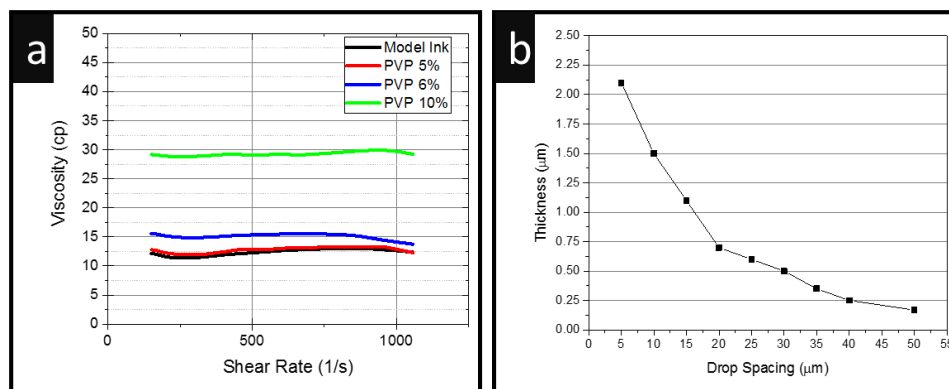 a
50
45
40
35
30
25
20
15
10
5
0
Viscosity (cp)
0 500 1000
Shear Rate (1/s)
Model Ink
PVP 5%
PVP 6%
PVP 10%
b
2.50
2.25
2.00
1.75
1.50
1.25
1.00
0.75
0.50
0.25
0.00
Thickness (μm)
0 5 10 15 20 25 30 35 40 45 50 55
Drop Spacing (μm)